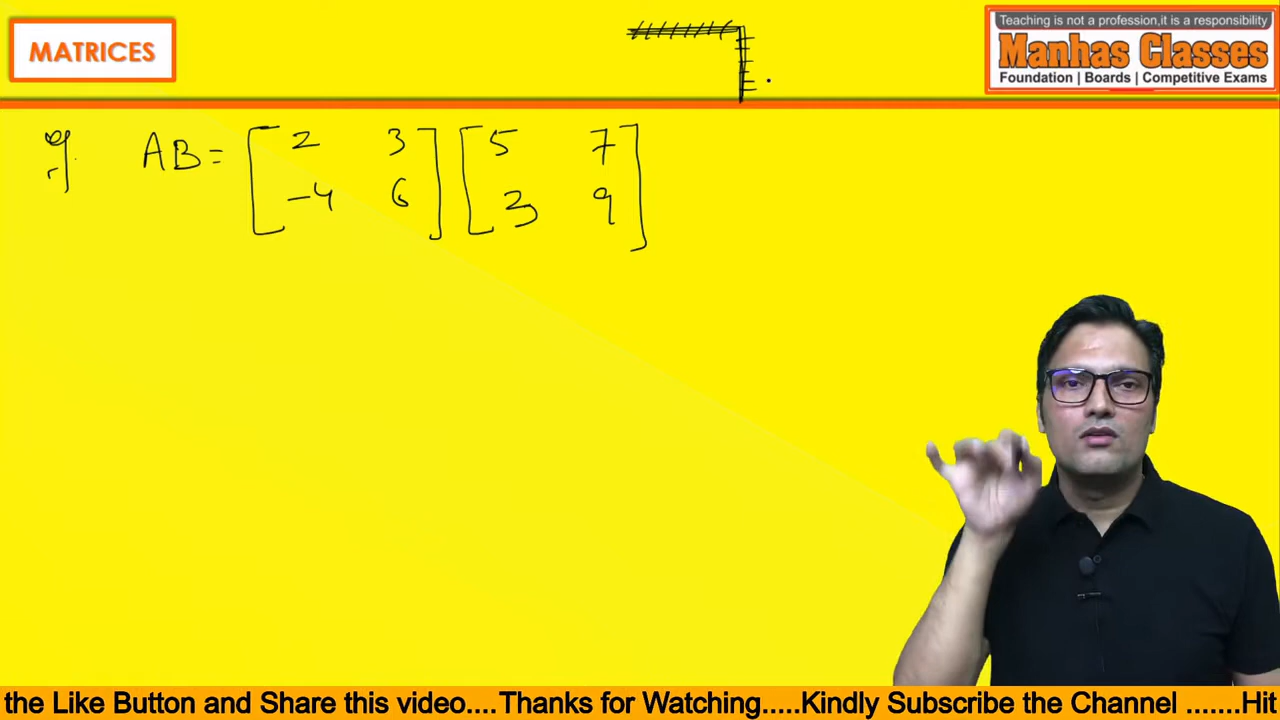 MATRICES
Teaching is not a profession,it is a responsibility
Manhas Classes
Foundation | Boards | Competitive Exams
eg. AB= [ 2 3 ] [ 5 7 ]
[ -4 6 ] [ 3 9 ]
the Like Button and Share this video....Thanks for Watching.....Kindly Subscribe the Channel .......Hit